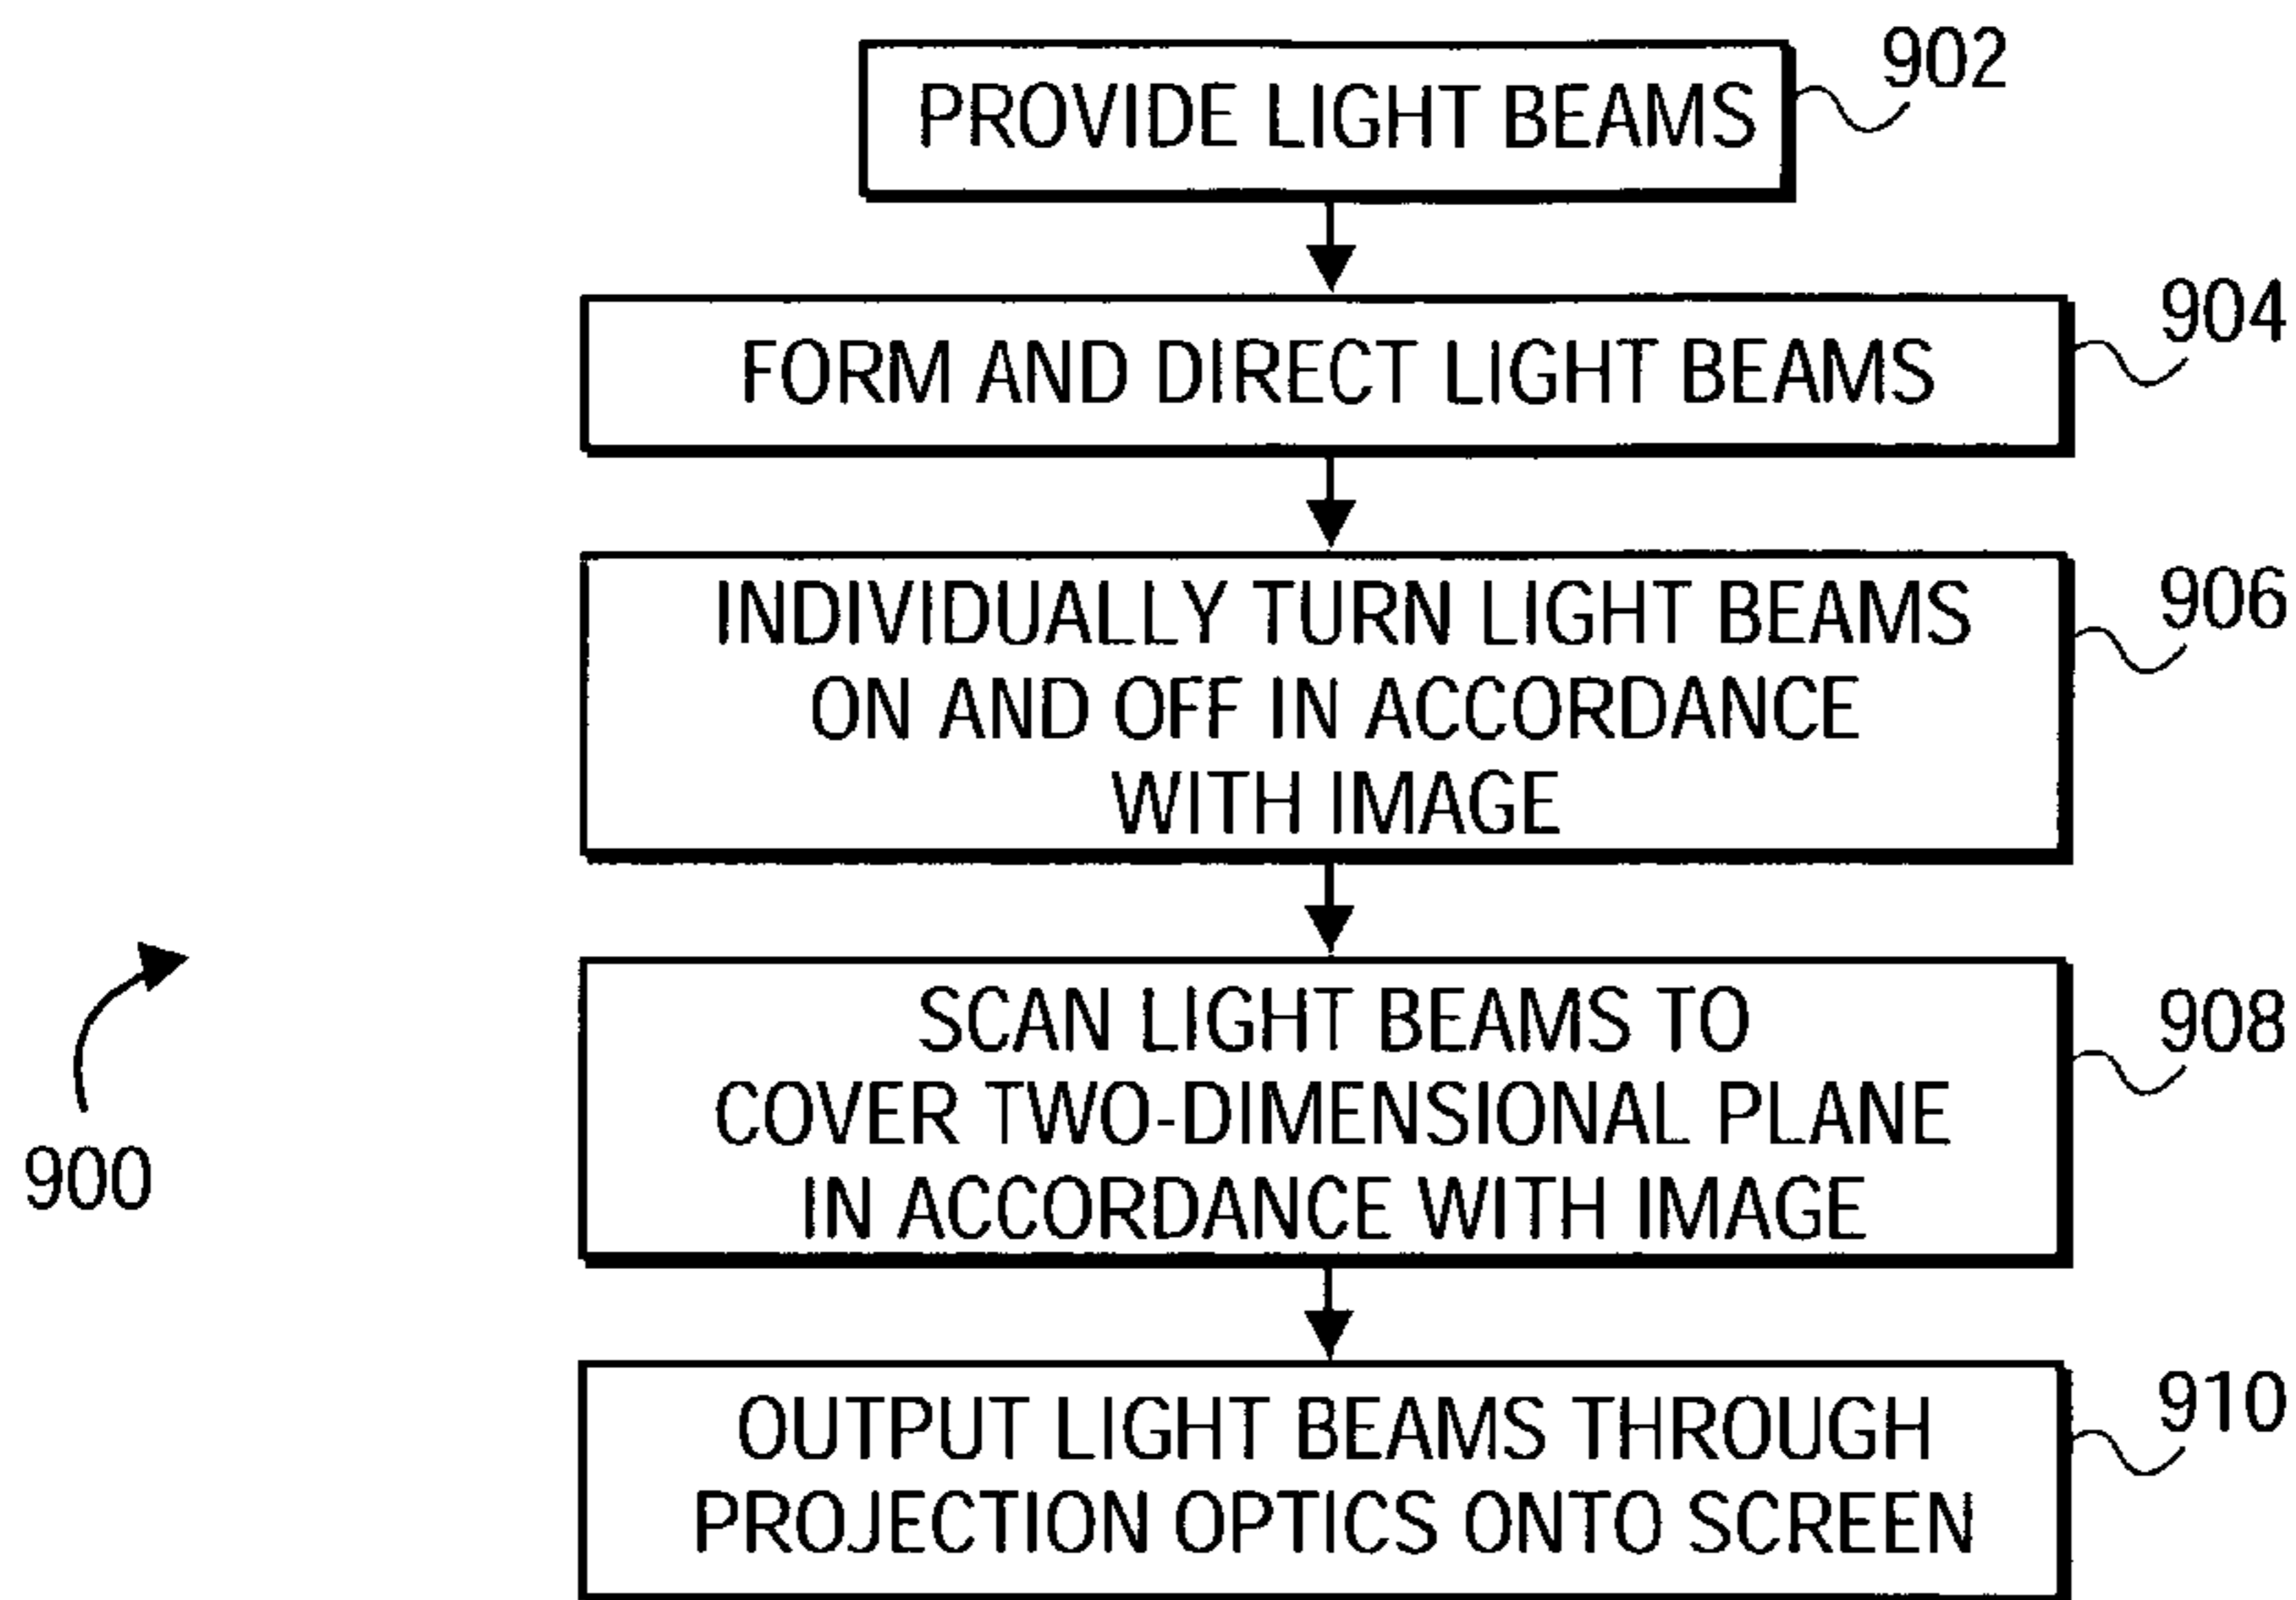 902
PROVIDE LIGHT BEAMS
904
FORM AND DIRECT LIGHT BEAMS
906
INDIVIDUALLY TURN LIGHT BEAMS
ON AND OFF IN ACCORDANCE
WITH IMAGE
908
SCAN LIGHT BEAMS TO
COVER TWO-DIMENSIONAL PLANE
IN ACCORDANCE WITH IMAGE
900
910
OUTPUT LIGHT BEAMS THROUGH
PROJECTION OPTICS ONTO SCREEN